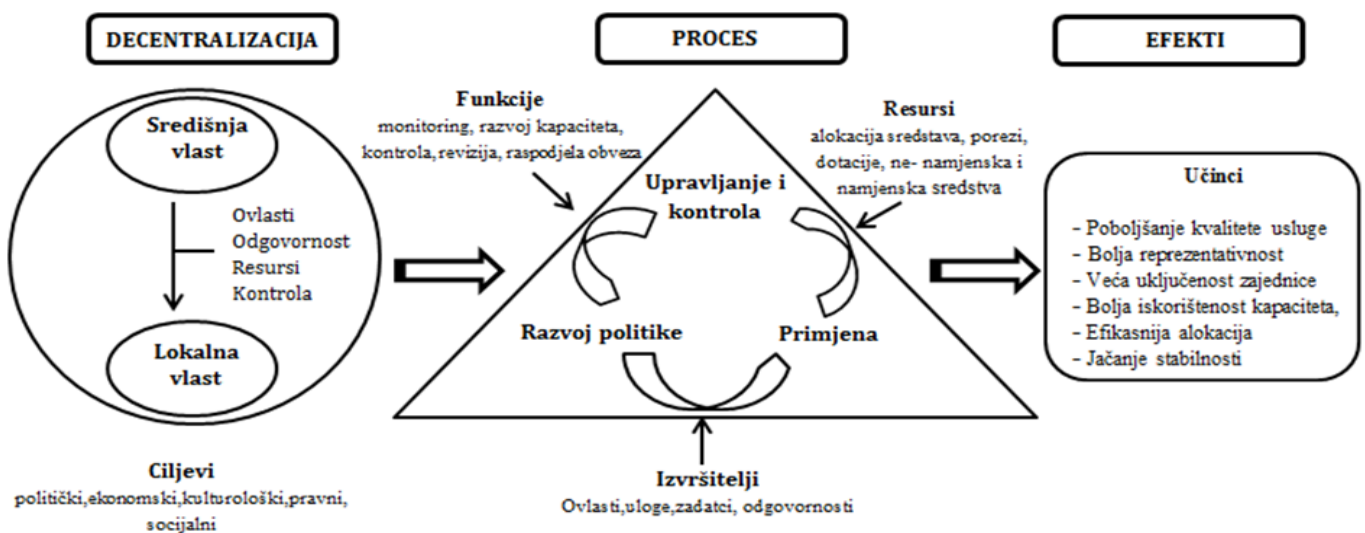 DECENTRALIZACIJA
Središnja
vlast
Ovlasti
Odgovornost
Resursi
Kontrola
Lokalna
vlast
Ciljevi
politički,ekonomski,kulturološki,pravni,
socijalni
PROCES
Funkcije
monitoring, razvoj kapaciteta,
kontrola,revizija, raspodjela obveza
Resursi
alokacija sredstava, porezi,
dotacije, ne- namjenska i
namjenska sredstva
Upravljanje i
kontrola
Razvoj politike
Primjena
Izvršitelji
Ovlasti,uloge,zadatci, odgovornosti
EFEKTI
Učinci
- Poboljšanje kvalitete usluge
- Bolja reprezentativnost
- Veća uključenost zajednice
- Bolja iskorištenost kapaciteta,
- Efikasnija alokacija
- Jačanje stabilnosti